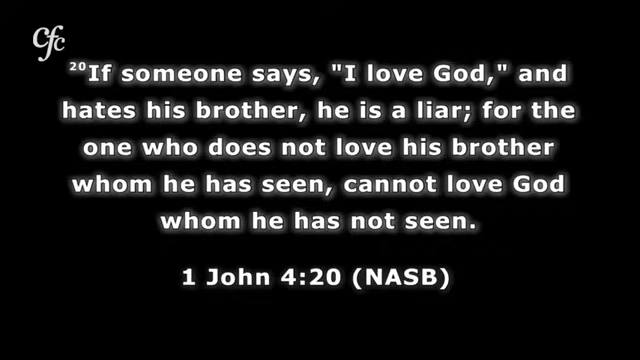 cfc
20If someone says, "I love God," and
hates his brother, he is a liar; for the
one who does not love his brother
whom he has seen, cannot love God
whom he has not seen.
1 John 4:20 (NASB)